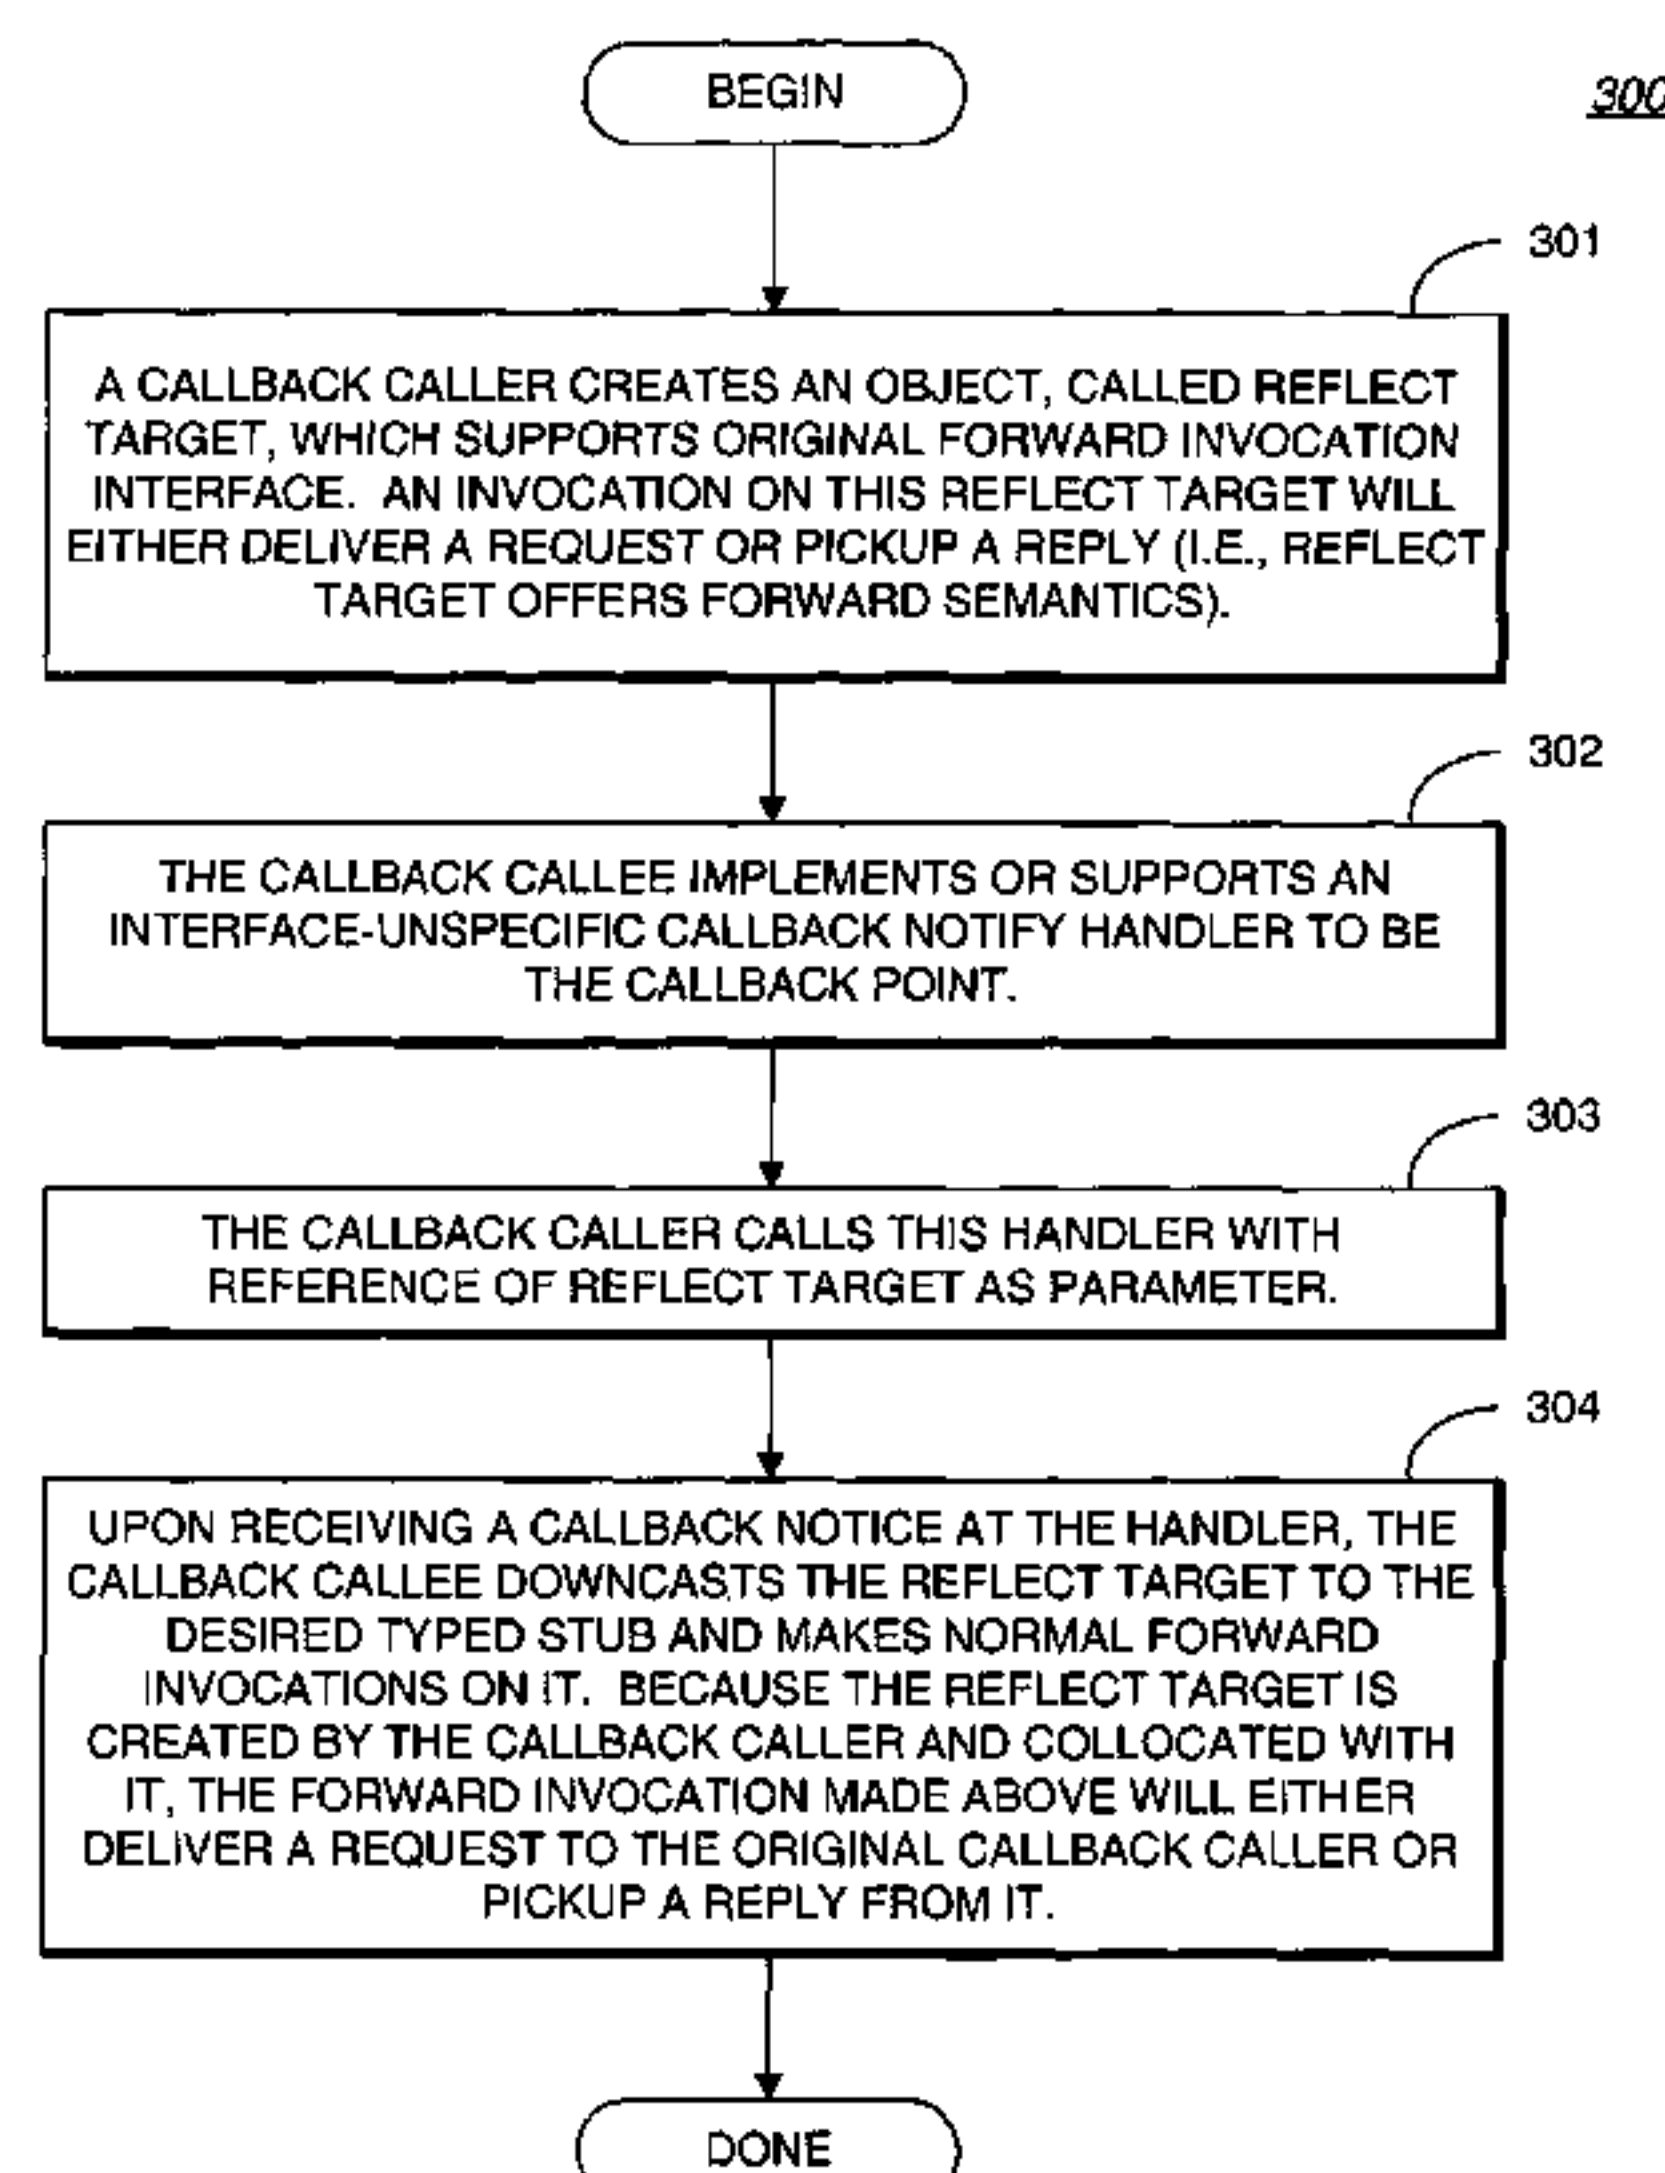 BEGIN
300
301
A CALLBACK CALLER CREATES AN OBJECT, CALLED REFLECT
TARGET, WHICH SUPPORTS ORIGINAL FORWARD INVOCATION
INTERFACE. AN INVOCATION ON THIS REFLECT TARGET WILL
EITHER DELIVER A REQUEST OR PICKUP A REPLY (I.E., REFLECT
TARGET OFFERS FORWARD SEMANTICS).
302
THE CALLBACK CALLEE IMPLEMENTS OR SUPPORTS AN
INTERFACE-UNSPECIFIC CALLBACK NOTIFY HANDLER TO BE
THE CALLBACK POINT.
303
THE CALLBACK CALLER CALLS THIS HANDLER WITH
REFERENCE OF REFLECT TARGET AS PARAMETER.
304
UPON RECEIVING A CALLBACK NOTICE AT THE HANDLER, THE
CALLBACK CALLEE DOWNCASTS THE REFLECT TARGET TO THE
DESIRED TYPED STUB AND MAKES NORMAL FORWARD
INVOCATIONS ON IT. BECAUSE THE REFLECT TARGET IS
CREATED BY THE CALLBACK CALLER AND COLLOCATED WITH
IT, THE FORWARD INVOCATION MADE ABOVE WILL EITHER
DELIVER A REQUEST TO THE ORIGINAL CALLBACK CALLER OR
PICKUP A REPLY FROM IT.
DONE